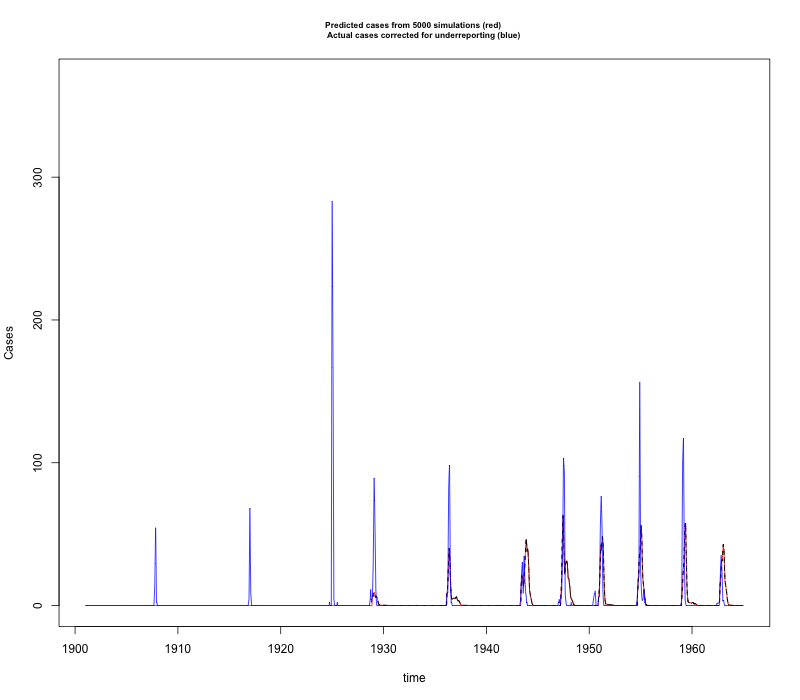 Predicted cases from 5000 simulations (red)
Actual cases corrected for underreporting (blue)
300
200
100
0
Cases
1900 1910 1920 1930 1940 1950 1960
time